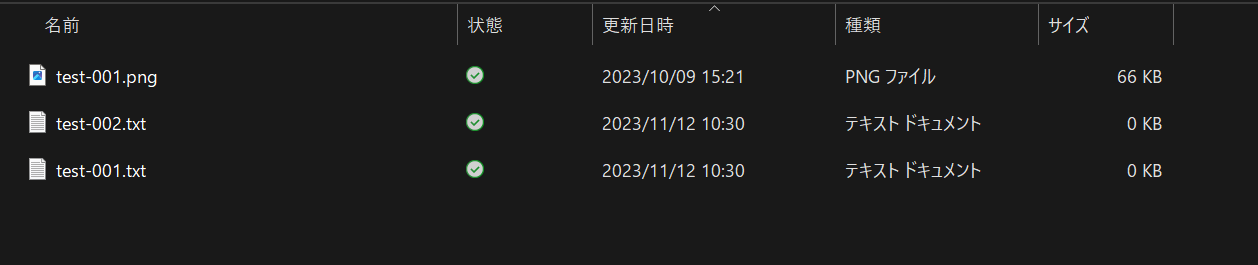 名前 状態 更新日時 種類 サイズ
test-001.png 2023/10/09 15:21 PNG ファイル 66 KB
test-002.txt 2023/11/12 10:30 テキスト ドキュメント 0 KB
test-001.txt 2023/11/12 10:30 テキスト ドキュメント 0 KB